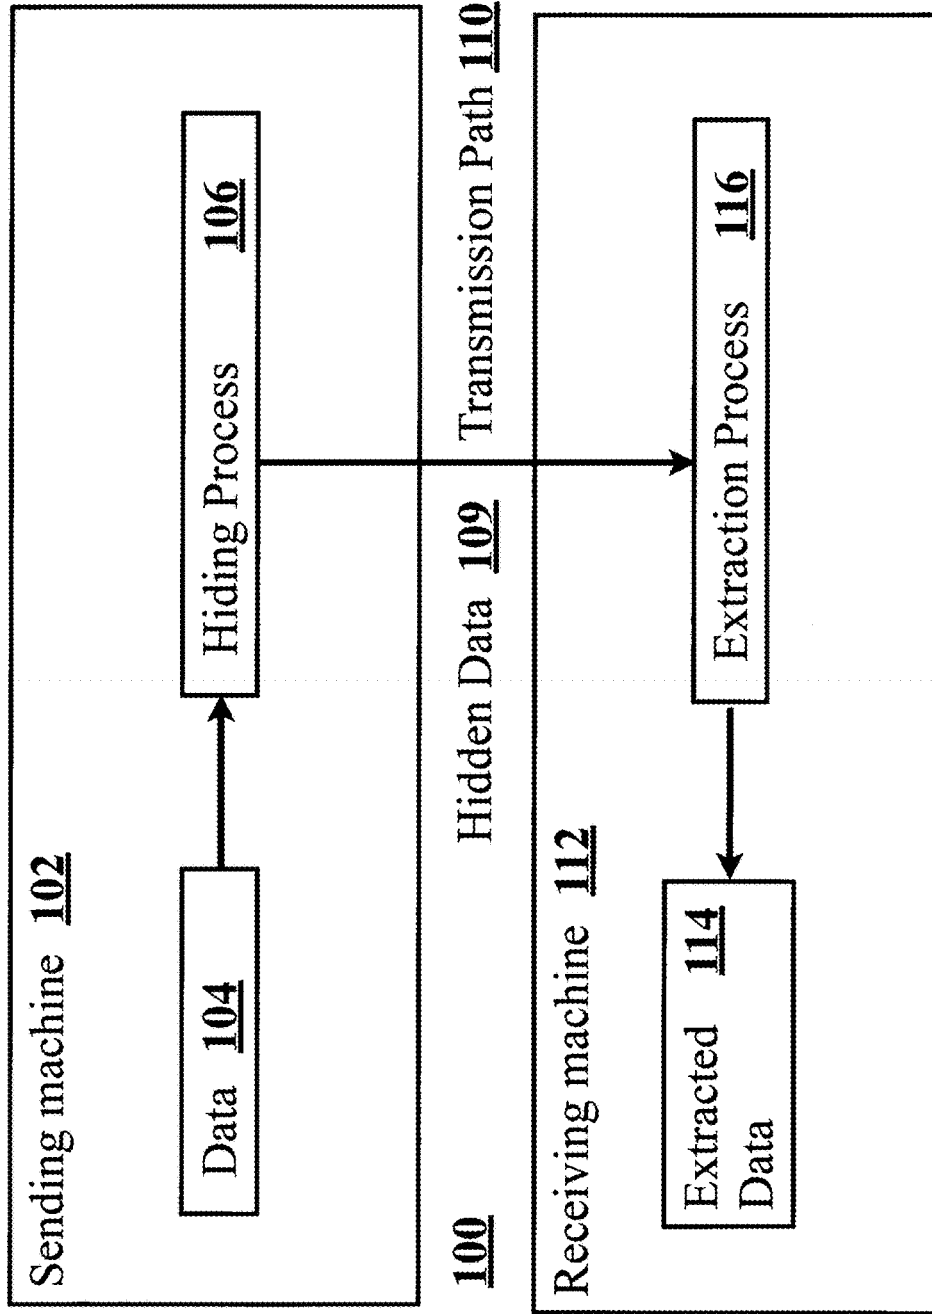 Sending machine 102
Data 104
Hiding Process 106
100
Hidden Data 109
Transmission Path 110
Receiving machine 112
Extracted 114
Data
Extraction Process 116